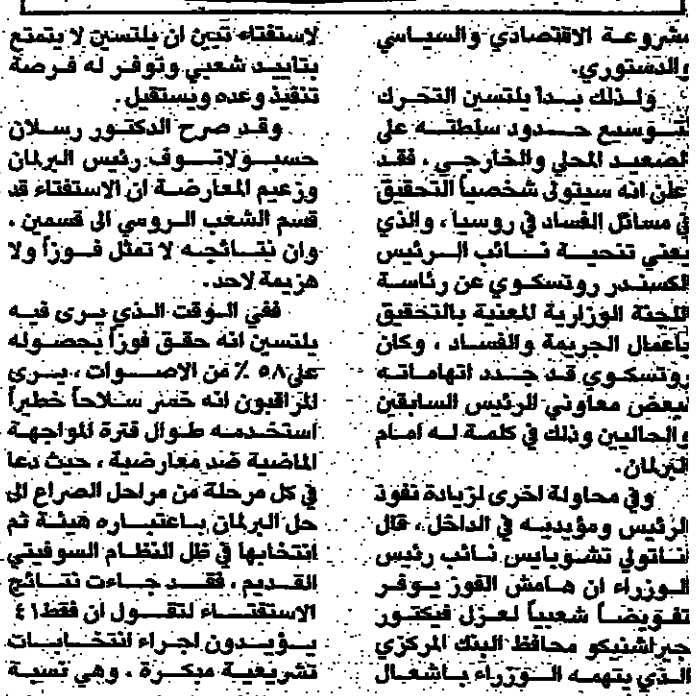 مشروعة الاقتصادي والسياسي
والدستوري.
ولذلك بدأ يلتسين التحرك
لتوسيع حدود سلطته على
الصعيد المحلي والخارجي ، فقد
علن انه سيتولى شخصياً التحقيق
في مسائل الفساد في روسيا ، والذي
يعني تنحية نائب الرئيس
الكسندر روتسكوي عن رئاسة
اللجنة الوزارية المعنية بالتحقيق
بأعمال الجريمة والفساد ، وكان
روتسكوي قد جدد اتهاماته
لبعض معاوني الرئيس السابقين
والحاليين وذلك في كلمة له امام
البرلمان.
وفي محاولة اخرى لزيادة نفوذ
الرئيس ومؤيديه في الداخل ، قال
اناتولي تشوبايس نائب رئيس
الوزراء ان هامش الفوز يوفر
تفويضاً شعبياً لعزل فيكتور
جيراشنيكو محافظ البنك المركزي
الذي يتهمه الوزراء باشعال
لاستفتاء تبين ان يلتسين لا يتمتع
بتاييد شعبي وتوفر له فرصة
تنفيذ وعده ويستقيل .
وقد صرح الدكتور رسلان
حسبولاتوف رئيس البرلمان
وزعيم المعارضة ان الاستفتاء قد
قسم الشعب الروسي الى قسمين ،
وان نتائجه لا تمثل فوزاً ولا
هزيمة لاحد .
ففي الوقت الذي يرى فيه
يلتسين انه حقق فوزاً بحصوله
على ٥٨ ٪ من الاصوات ، يرى
المراقبون انه خسر سلاحاً خطيراً
استخدمه طوال فترة المواجهة
الماضية ضد معارضية ، حيث دعا
في كل مرحلة من مراحل الصراع الى
حل البرلمان باعتباره هيئة تم
انتخابها في ظل النظام السوفيتي
القديم ، فقد جاءت نتائج
الاستفتاء لتقول ان فقط ٤١
يؤيدون اجراء انتخابات
تشريعية مبكرة ، وهي نسبة